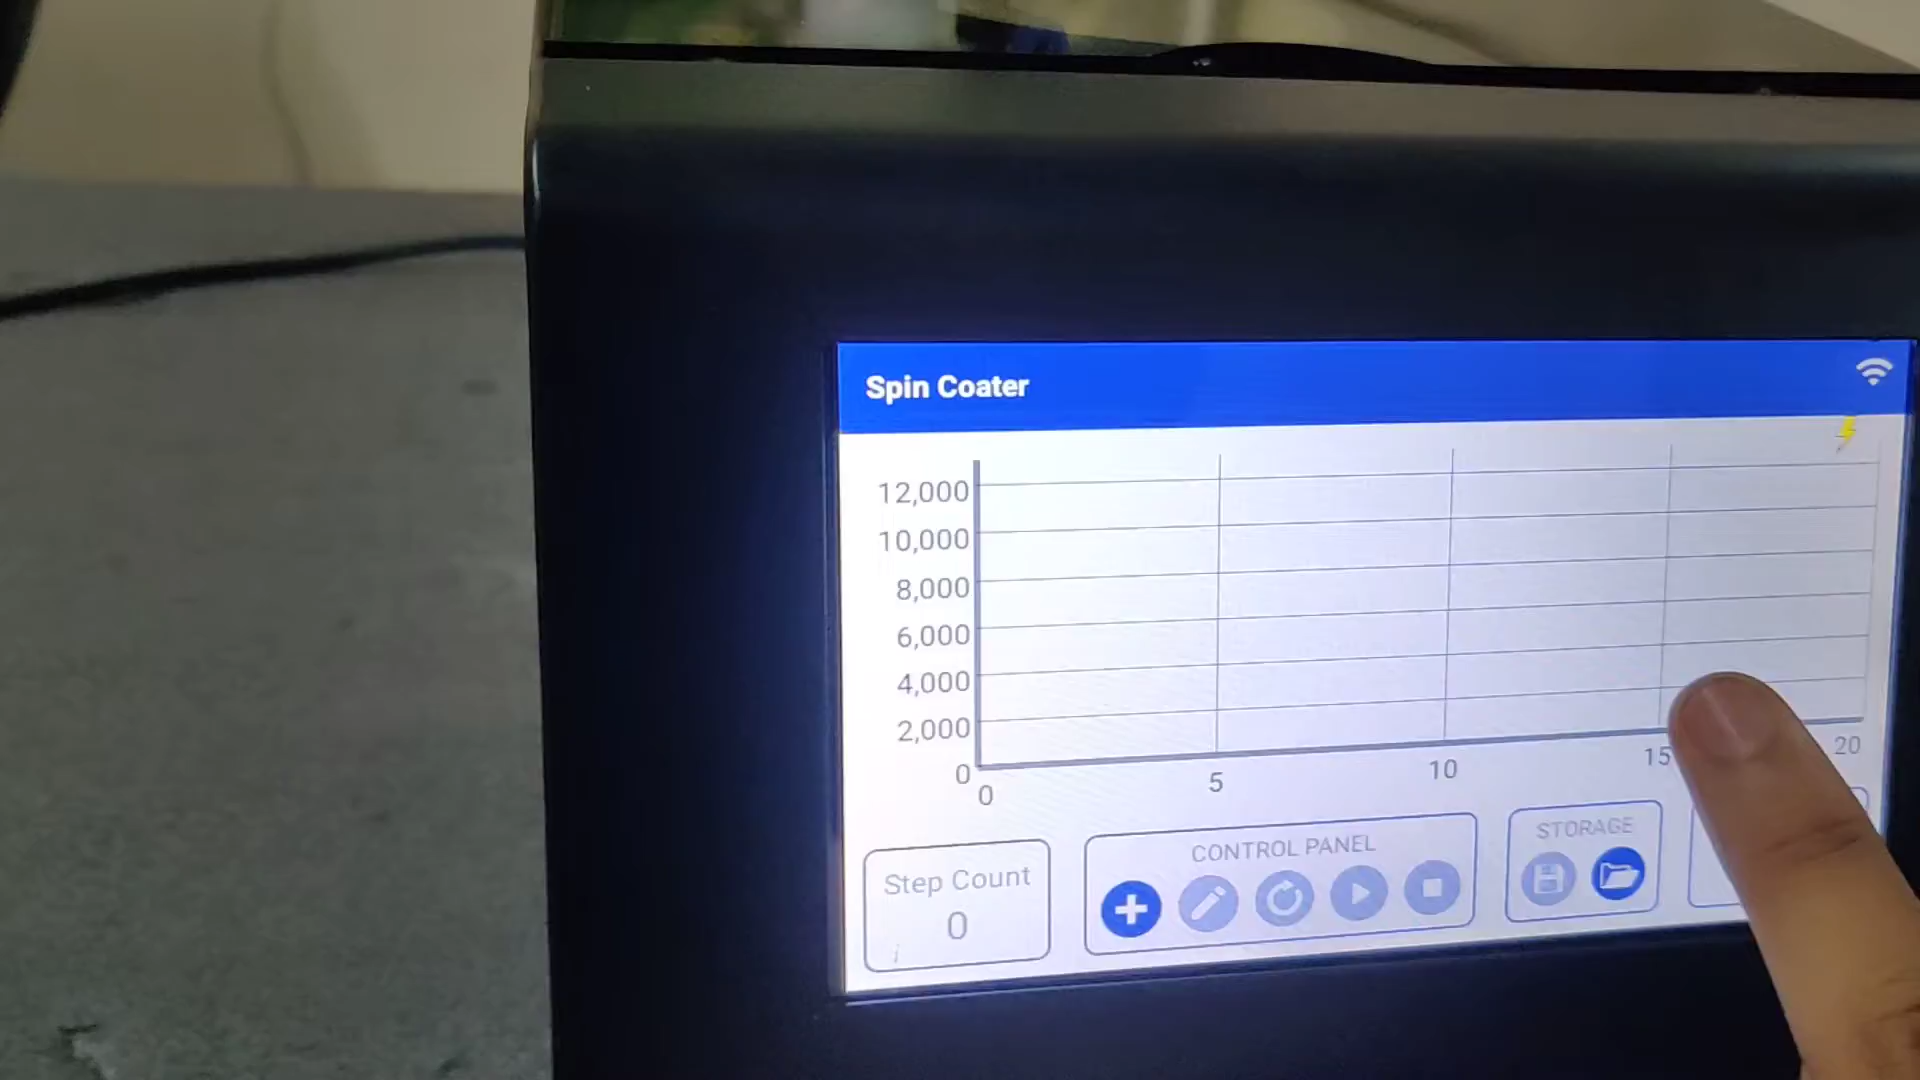 Spin Coater
12,000
10,000
8,000
6,000
4,000
2,000
0
0 5 10 15 20
Step Count
0
i
CONTROL PANEL
STORAGE